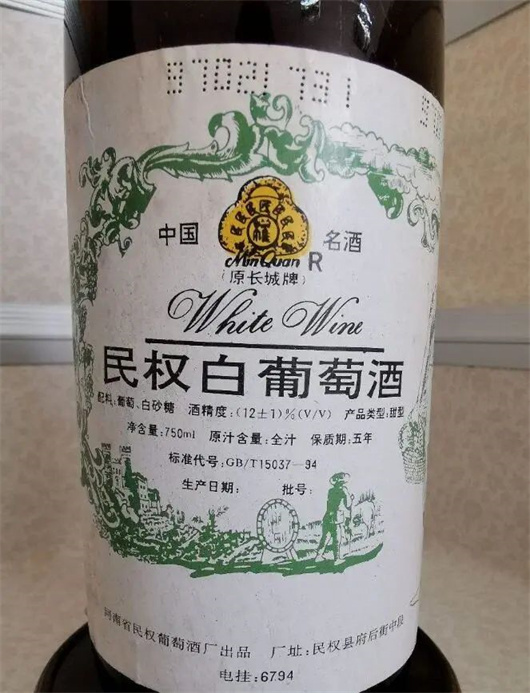 9702173 1
中国 名酒
MinQuan R
(原长城牌)
White Wine
民权白葡萄酒
配料:葡萄、白砂糖 酒精度:(12±1)%(V/V) 产品类型:甜型
净含量:750ml 原汁含量:全汁 保质期:五年
标准代号:GB/T15037-94
生产日期: 批号:
河南省民权葡萄酒厂出品 厂址:民权县府后街中段
电挂:6794